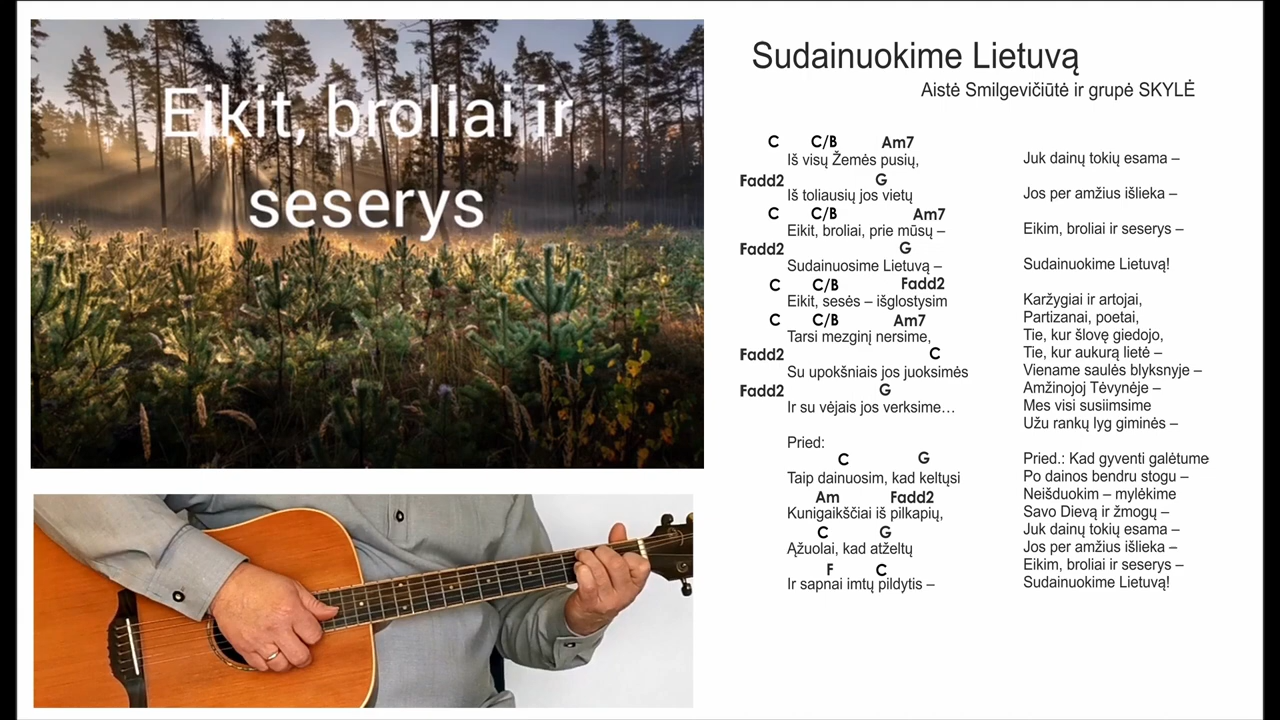 Eikit, broliai ir
seserys
Sudainuokime Lietuvą
Aistė Smilgevičiūtė ir grupė SKYLĖ
C C/B Am7
Iš visų Žemės pusių,
Fadd2 G
Iš toliausių jos vietų
C C/B Am7
Eikit, broliai, prie mūsų –
Fadd2 G
Sudainuosime Lietuvą –
C C/B Fadd2
Eikit, sesės – išglostysim
C C/B Am7
Tarsi mezginį nersime,
Fadd2 C
Su upokšniais jos juoksimės
Fadd2 G
Ir su vėjais jos verksime…
Pried:
C G
Taip dainuosim, kad keltųsi
Am Fadd2
Kunigaikščiai iš pilkapių,
C G
Ąžuolai, kad atželtų
F C
Ir sapnai imtų pildytis –
Juk dainų tokių esama –
Jos per amžius išlieka –
Eikim, broliai ir seserys –
Sudainuokime Lietuvą!
Karžygiai ir artojai,
Partizanai, poetai,
Tie, kur šlovę giedojo,
Tie, kur aukurą lietė –
Viename saulės blyksnyje –
Amžinojoj Tėvynėje –
Mes visi susiimsime
Užu rankų lyg giminės –
Pried.: Kad gyventi galėtume
Po dainos bendru stogu –
Neišduokim – mylėkime
Savo Dievą ir žmogų –
Juk dainų tokių esama –
Jos per amžius išlieka –
Eikim, broliai ir seserys –
Sudainuokime Lietuvą!